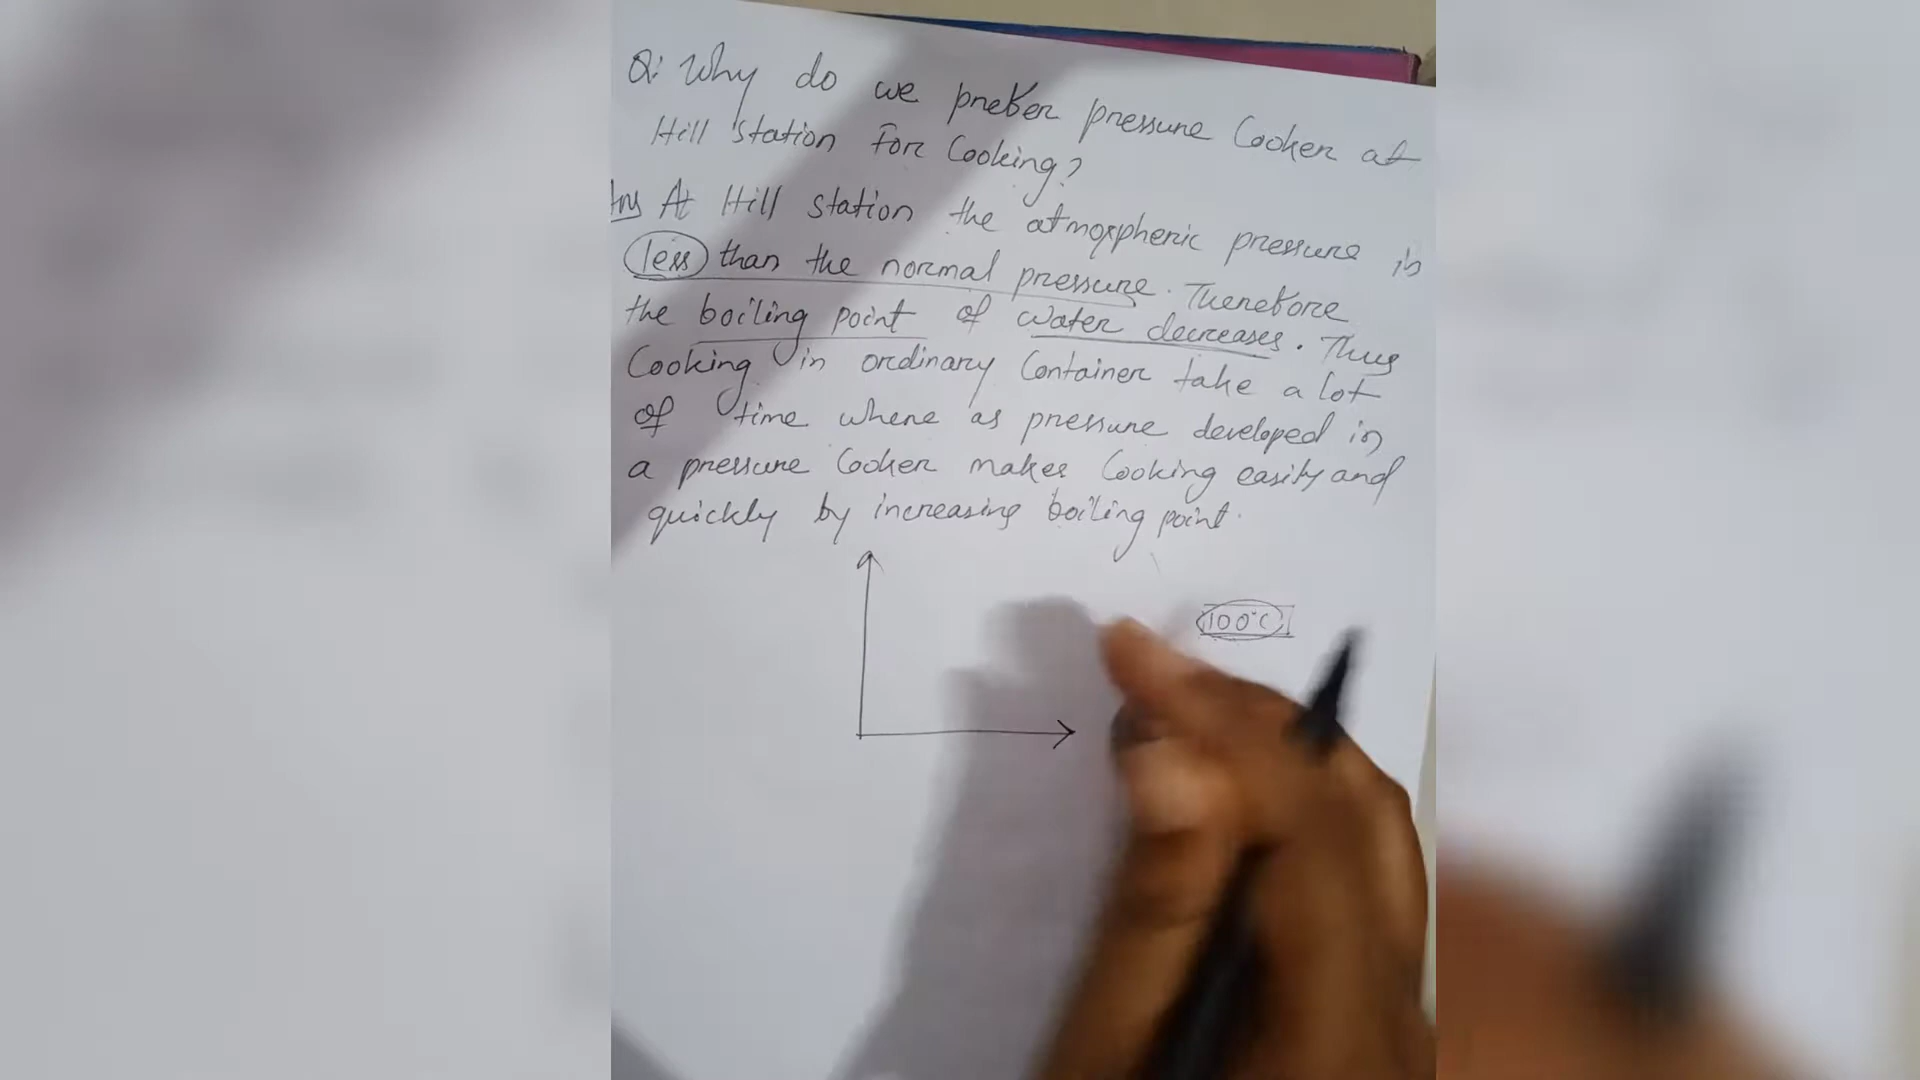 Q: Why do we prefer pressure Cooker at
Hill station For Cooking?
Ans At Hill station the atmospheric pressure is
less than the normal pressure. Therefore
the boiling point of water decreases. Thus
Cooking in ordinary Container take a lot
of time where as pressure developed in
a pressure Cooker makes Cooking easily and
quickly by increasing boiling point.
100°C